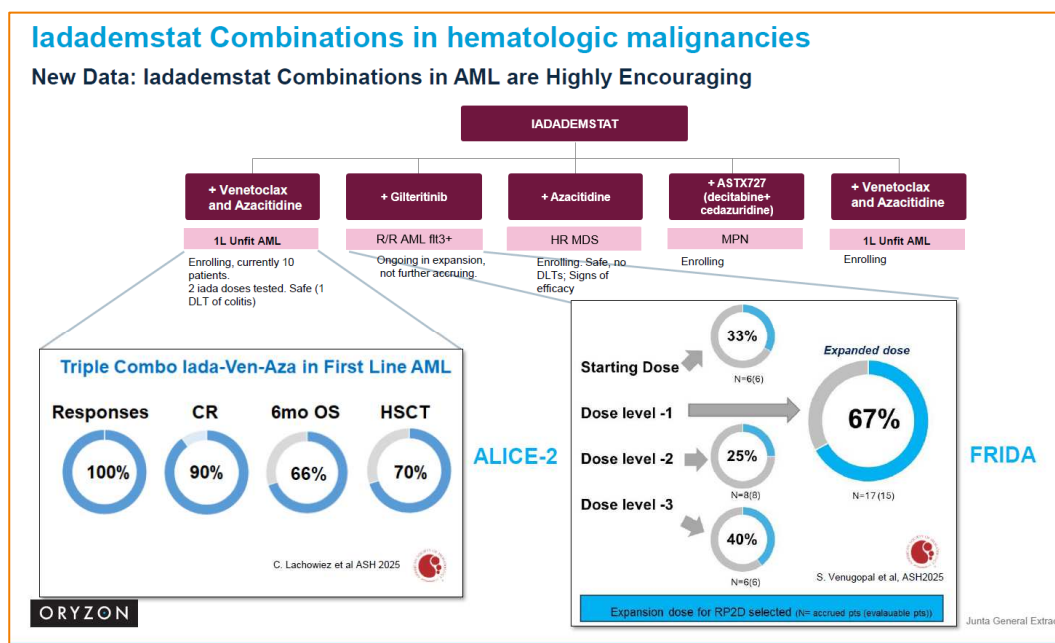 Iadademstat Combinations in hematologic malignancies
New Data: Iadademstat Combinations in AML are Highly Encouraging
IADADEMSTAT
+ Venetoclax
and Azacitidine
+ Gilteritinib
+ Azacitidine
+ ASTX727
(decitabine+
cedazuridine)
+ Venetoclax
and Azacitidine
1L Unfit AML
R/R AML flt3+
HR MDS
MPN
1L Unfit AML
Enrolling, currently 10
patients.
2 iada doses tested. Safe (1
DLT of colitis)
Ongoing in expansion,
not further accruing.
Enrolling. Safe, no
DLTs; Signs of
efficacy
Enrolling
Enrolling
Triple Combo Iada-Ven-Aza in First Line AML
Responses
CR
6mo OS
HSCT
100%
90%
66%
70%
C. Lachowiez et al ASH 2025
ALICE-2
Starting Dose
33%
N=6(6)
Dose level -1
Expanded dose
67%
N=17(15)
Dose level -2
25%
N=8(8)
Dose level -3
40%
N=6(6)
S. Venugopal et al, ASH2025
Expansion dose for RP2D selected (N= accrued pts (evalauable pts))
FRIDA
ORYZON
Junta General Extra